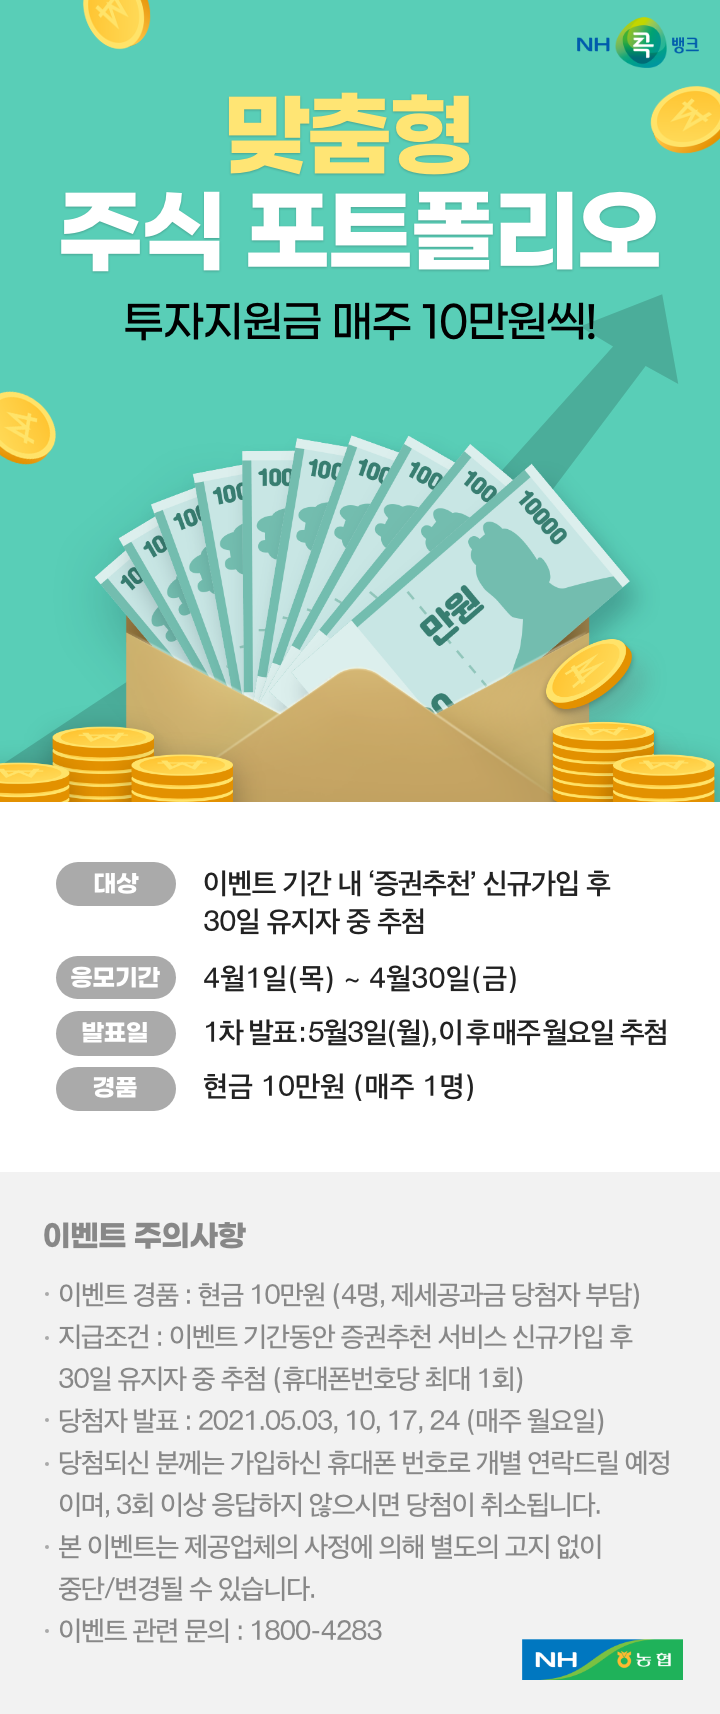 NH 콕 뱅크
맞춤형
주식 포트폴리오
투자지원금 매주 10만원씩!
10
10
100
100
100
100
100
100
100
10000
만원
대상 이벤트 기간 내 ‘증권추천’ 신규가입 후
30일 유지자 중 추첨
응모기간 4월1일(목) ~ 4월30일(금)
발표일 1차 발표:5월3일(월),이후 매주 월요일 추첨
경품 현금 10만원 (매주 1명)
이벤트 주의사항
· 이벤트 경품 : 현금 10만원 (4명, 제세공과금 당첨자 부담)
· 지급조건 : 이벤트 기간동안 증권추천 서비스 신규가입 후
30일 유지자 중 추첨 (휴대폰번호당 최대 1회)
· 당첨자 발표 : 2021.05.03, 10, 17, 24 (매주 월요일)
· 당첨되신 분께는 가입하신 휴대폰 번호로 개별 연락드릴 예정
이며, 3회 이상 응답하지 않으시면 당첨이 취소됩니다.
· 본 이벤트는 제공업체의 사정에 의해 별도의 고지 없이
중단/변경될 수 있습니다.
· 이벤트 관련 문의 : 1800-4283
NH 농협